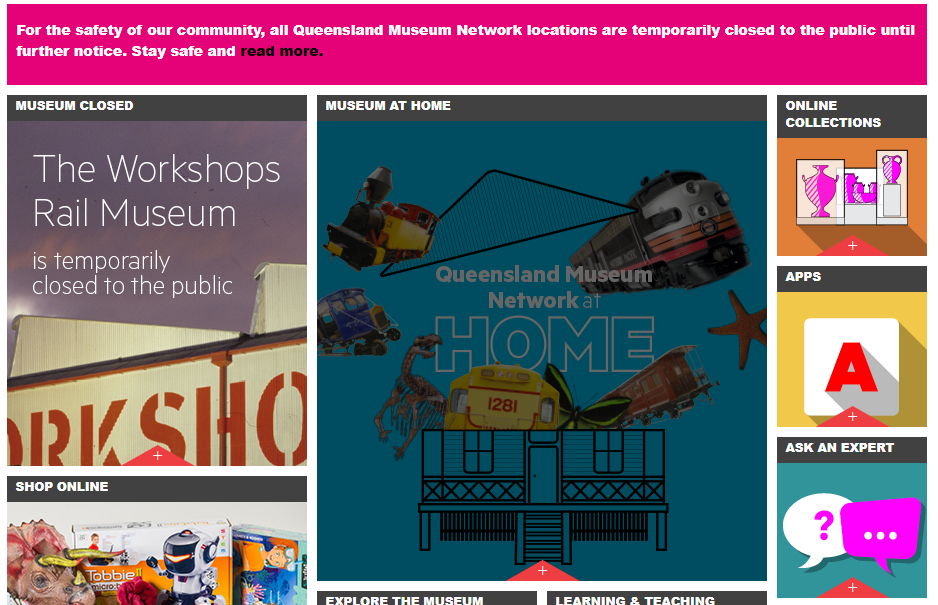 For the safety of our community, all Queensland Museum Network locations are temporarily closed to the public until
further notice. Stay safe and read more.
MUSEUM CLOSED
The Workshops
Rail Museum
is temporarily
closed to the public
ORKSHO
SHOP ONLINE
Tobbie
micro:b
MUSEUM AT HOME
Queensland Museum
Network at
HOME
1281
EXPLORE THE MUSEUM
LEARNING & TEACHING
ONLINE
COLLECTIONS
APPS
A
ASK AN EXPERT
?
...